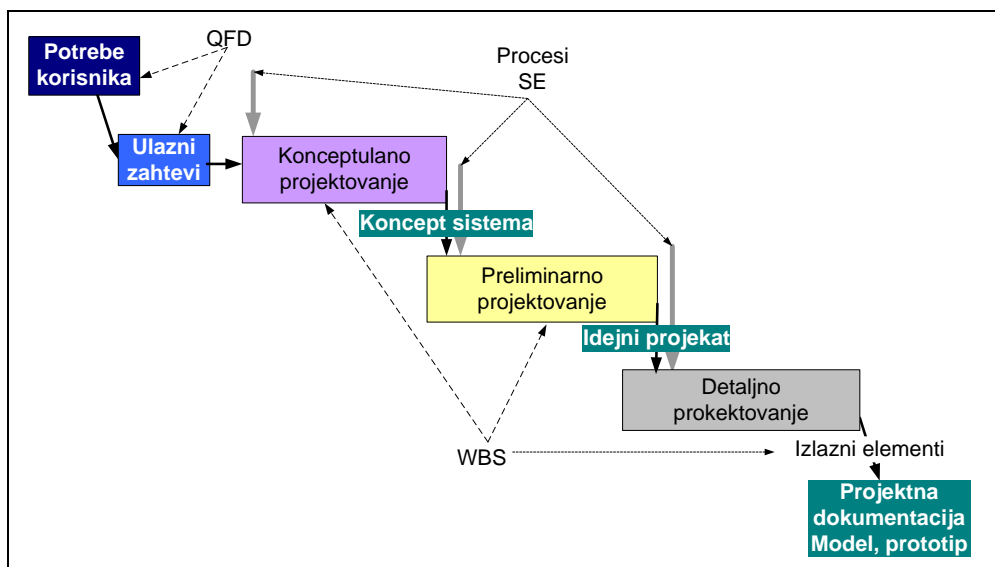 QFD
Potrebe
korisnika
Procesi
SE
Ulazni
zahtevi
Konceptulano
projektovanje
Koncept sistema
Preliminarno
projektovanje
Idejni projekat
Detaljno
prokektovanje
WBS
Izlazni elementi
Projektna
dokumentacija
Model, prototip